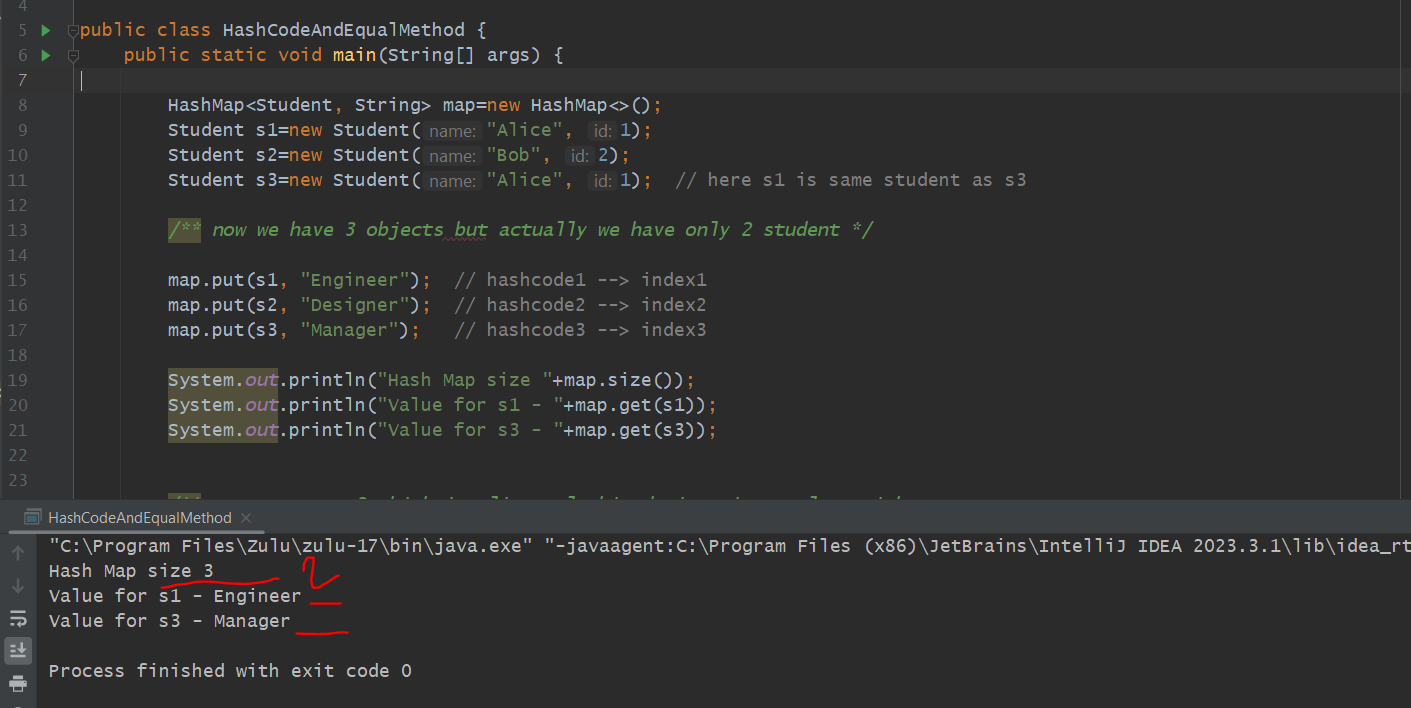 4
5 public class HashCodeAndEqualMethod {
6 public static void main(String[] args) {
7
8 HashMap<Student, String> map=new HashMap<>();
9 Student s1=new Student( name: "Alice", id: 1);
10 Student s2=new Student( name: "Bob", id: 2);
11 Student s3=new Student( name: "Alice", id: 1); // here s1 is same student as s3
12
13 /** now we have 3 objects but actually we have only 2 student */
14
15 map.put(s1, "Engineer"); // hashcode1 --> index1
16 map.put(s2, "Designer"); // hashcode2 --> index2
17 map.put(s3, "Manager"); // hashcode3 --> index3
18
19 System.out.println("Hash Map size "+map.size());
20 System.out.println("Value for s1 - "+map.get(s1));
21 System.out.println("Value for s3 - "+map.get(s3));
22
23
HashCodeAndEqualMethod
"C:\Program Files\Zulu\zulu-17\bin\java.exe" "-javaagent:C:\Program Files (x86)\JetBrains\IntelliJ IDEA 2023.3.1\lib\idea_rt
Hash Map size 3 2
Value for s1 - Engineer
Value for s3 - Manager
Process finished with exit code 0